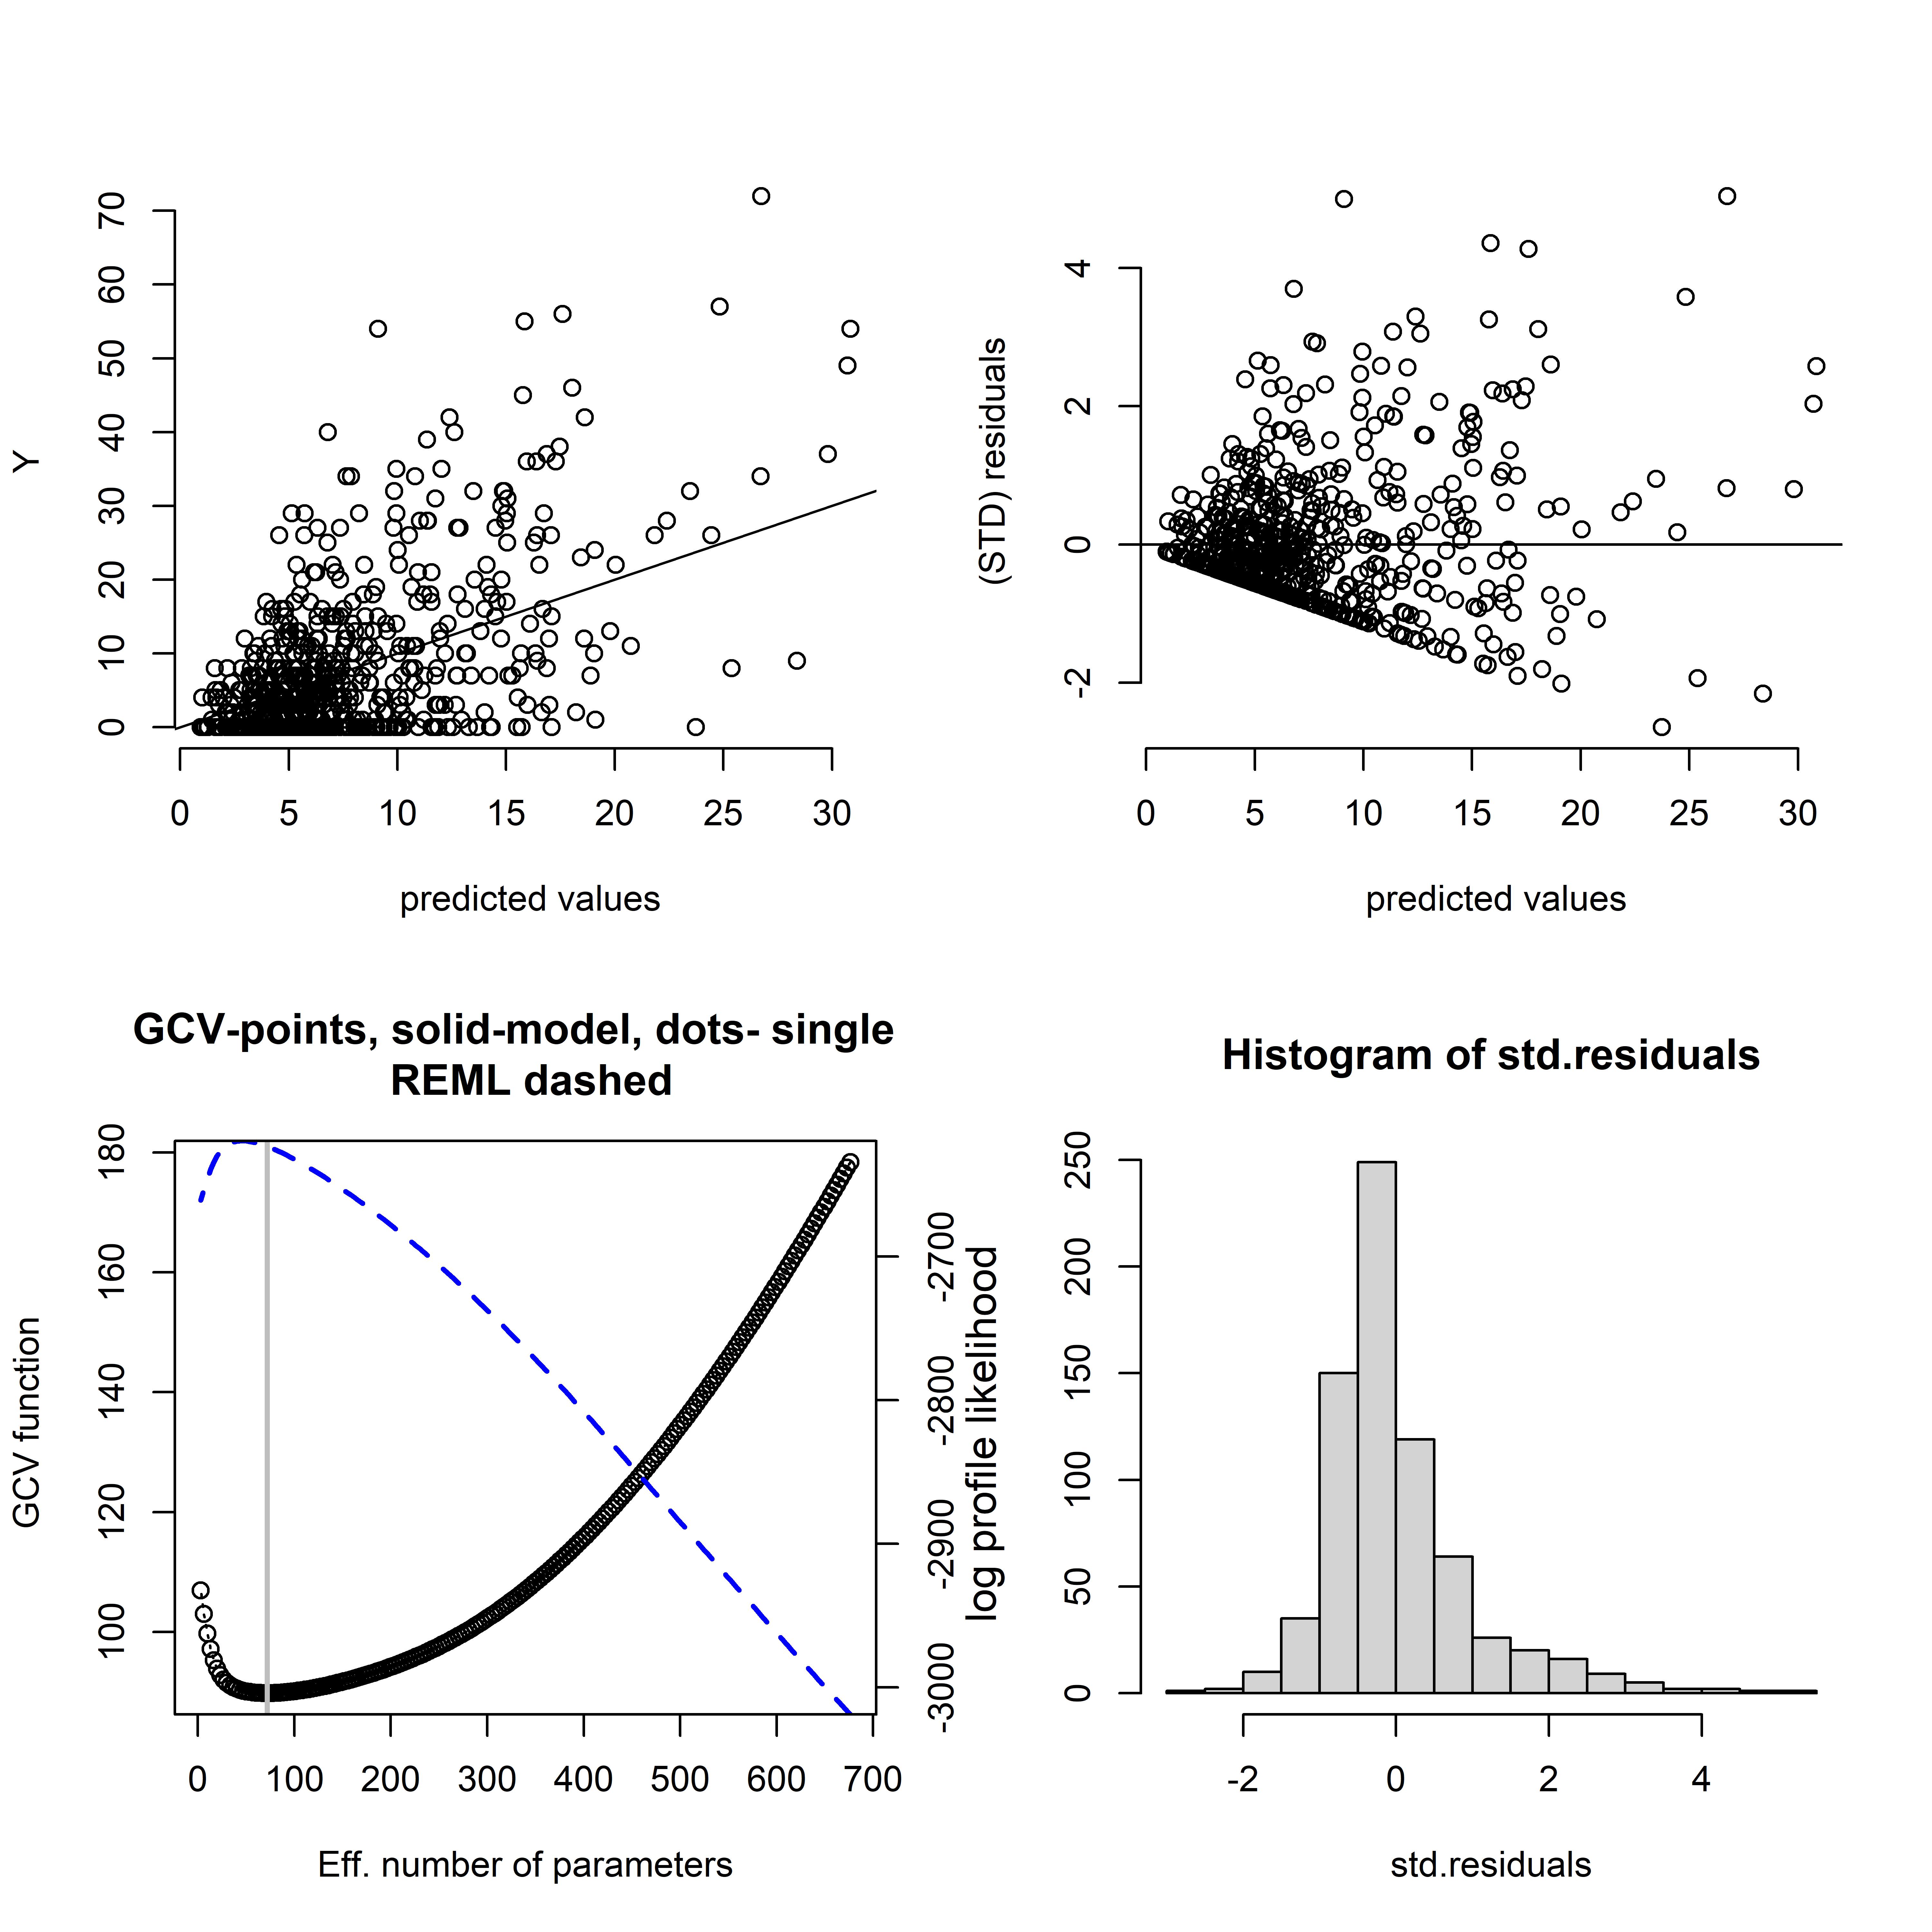 70
60
50
40
30
20
10
0
Y
0 5 10 15 20 25 30
predicted values
4
2
0
-2
(STD) residuals
0 5 10 15 20 25 30
predicted values
GCV-points, solid-model, dots- single
REML dashed
180
160
140
120
100
GCV function
0 100 200 300 400 500 600 700
Eff. number of parameters
-2700
-2800
-2900
-3000
log profile likelihood
Histogram of std.residuals
250
200
150
100
50
0
-2 0 2 4
std.residuals